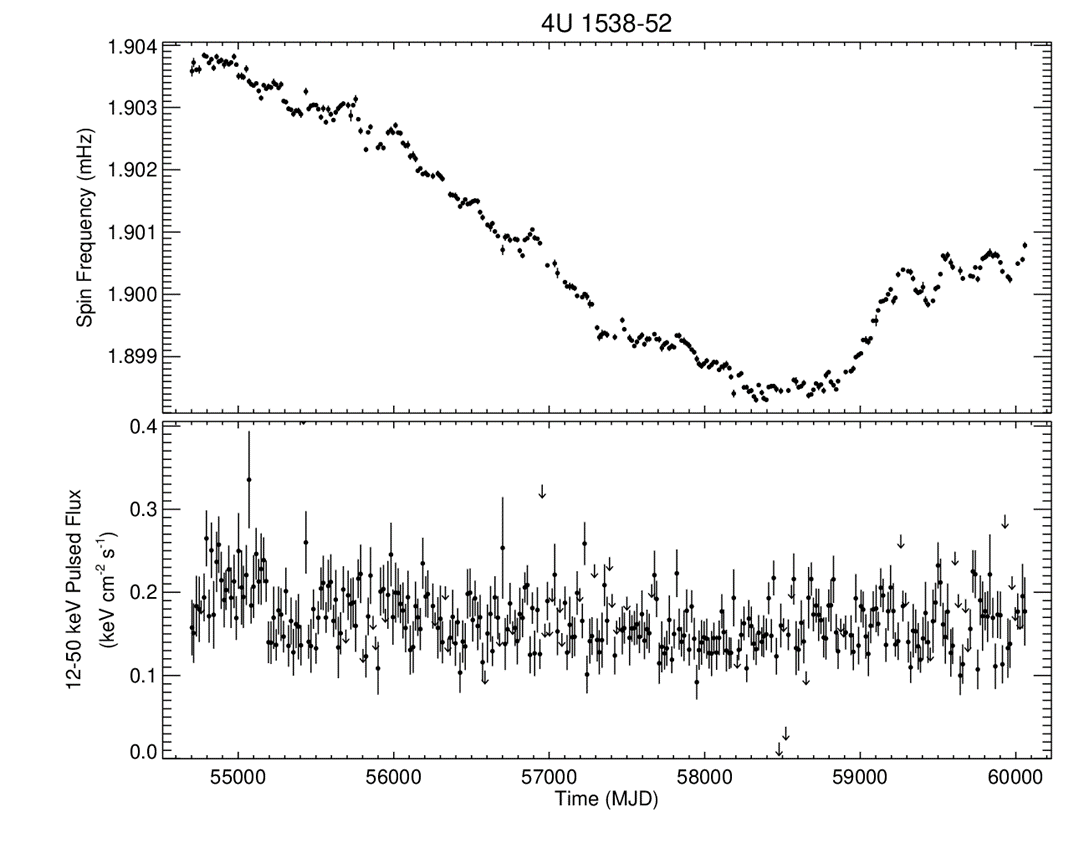 4U 1538-52
1.904
1.903
1.902
1.901
1.900
1.899
Spin Frequency (mHz)
0.4
0.3
0.2
0.1
0.0
12-50 keV Pulsed Flux
(keV cm⁻² s⁻¹)
55000 56000 57000 58000 59000 60000
Time (MJD)